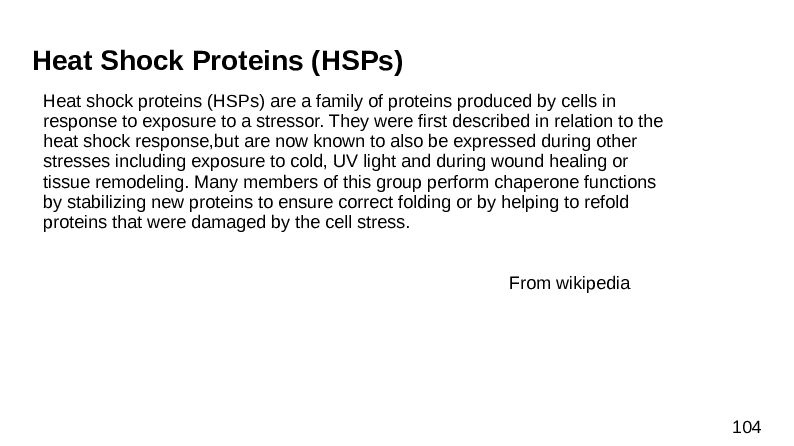 Heat Shock Proteins (HSPs)
Heat shock proteins (HSPs) are a family of proteins produced by cells in
response to exposure to a stressor. They were first described in relation to the
heat shock response,but are now known to also be expressed during other
stresses including exposure to cold, UV light and during wound healing or
tissue remodeling. Many members of this group perform chaperone functions
by stabilizing new proteins to ensure correct folding or by helping to refold
proteins that were damaged by the cell stress.
From wikipedia
104